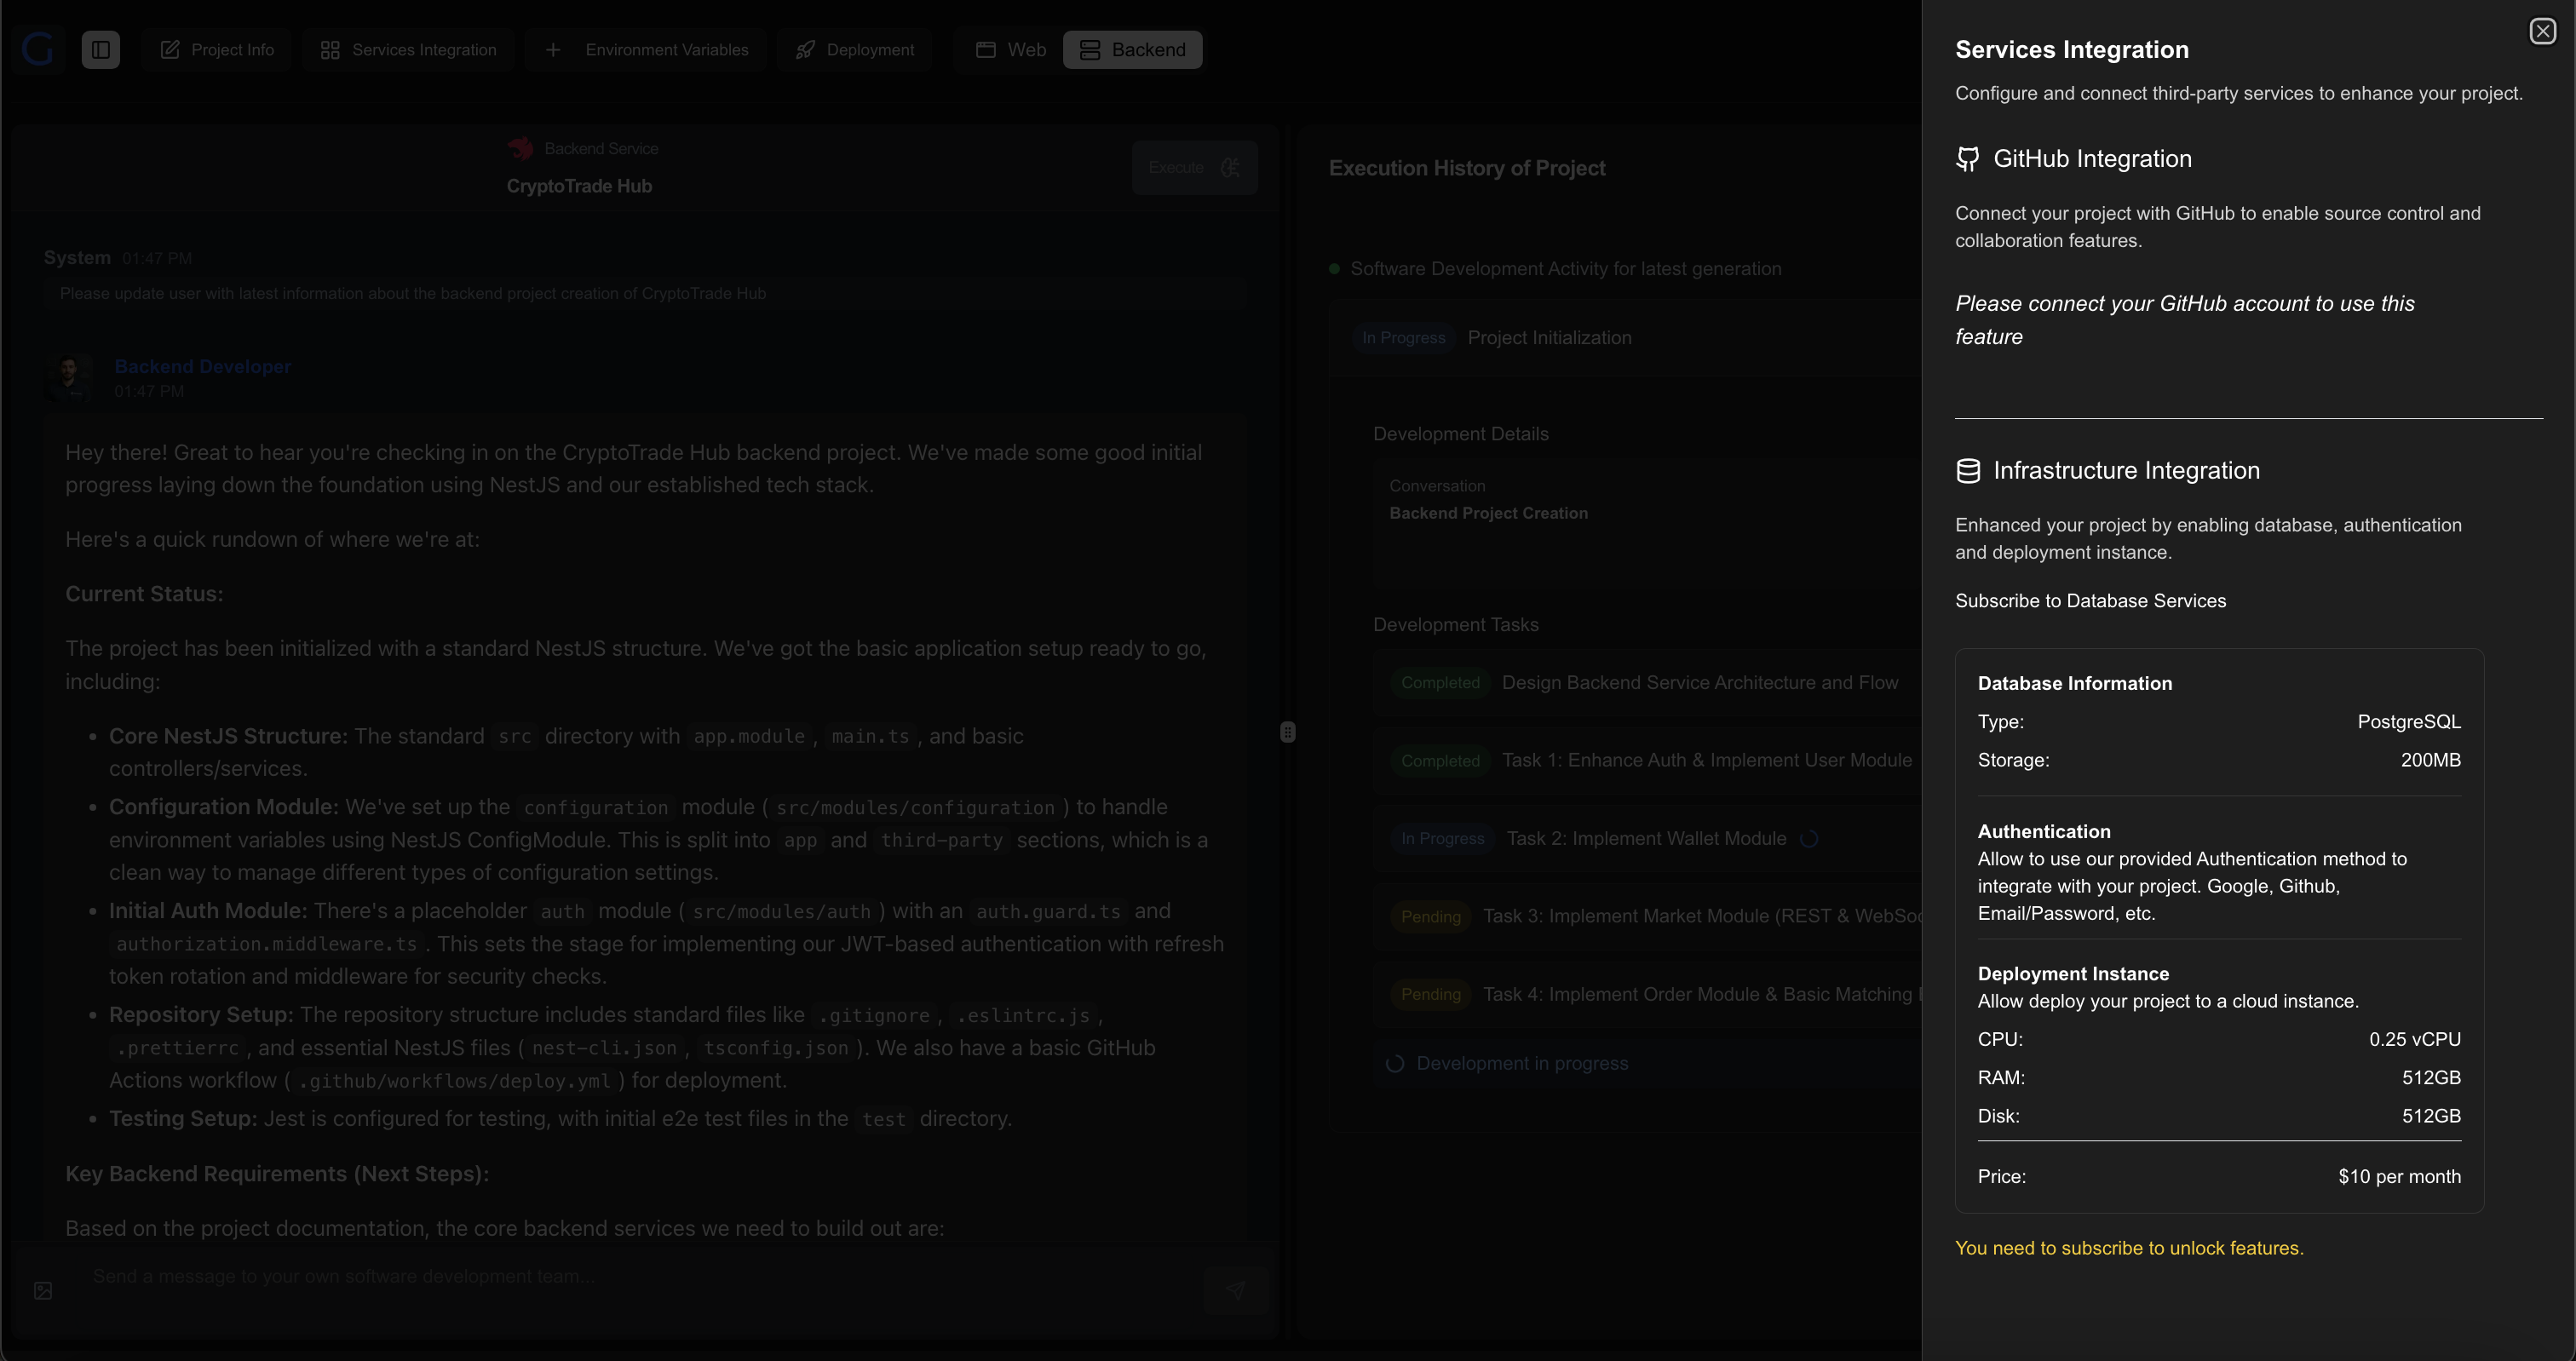 Project Info
Services Integration
Environment Variables
Deployment
Web
Backend
Backend Service
CryptoTrade Hub
Execute
System 01:47 PM
Please update user with latest information about the backend project creation of CryptoTrade Hub
Backend Developer
01:47 PM
Hey there! Great to hear you're checking in on the CryptoTrade Hub backend project. We've made some good initial
progress laying down the foundation using NestJS and our established tech stack.
Here's a quick rundown of where we're at:
Current Status:
The project has been initialized with a standard NestJS structure. We've got the basic application setup ready to go,
including:
• Core NestJS Structure: The standard src directory with app.module, main.ts, and basic
controllers/services.
• Configuration Module: We've set up the configuration module (src/modules/configuration) to handle
environment variables using NestJS ConfigModule. This is split into app and third-party sections, which is a
clean way to manage different types of configuration settings.
• Initial Auth Module: There's a placeholder auth module (src/modules/auth) with an auth.guard.ts and
authorization.middleware.ts. This sets the stage for implementing our JWT-based authentication with refresh
token rotation and middleware for security checks.
• Repository Setup: The repository structure includes standard files like .gitignore, .eslintrc.js,
.prettierrc, and essential NestJS files (nest-cli.json, tsconfig.json). We also have a basic GitHub
Actions workflow (.github/workflows/deploy.yml) for deployment.
• Testing Setup: Jest is configured for testing, with initial e2e test files in the test directory.
Key Backend Requirements (Next Steps):
Based on the project documentation, the core backend services we need to build out are:
Send a message to your own software development team...
Execution History of Project
Software Development Activity for latest generation
In Progress Project Initialization
Development Details
Conversation
Backend Project Creation
Development Tasks
Completed Design Backend Service Architecture and Flow
Completed Task 1: Enhance Auth & Implement User Module
In Progress Task 2: Implement Wallet Module
Pending Task 3: Implement Market Module (REST &
Pending Task 4: Implement Order Module & Basic Matching
Development in progress
Services Integration
Configure and connect third-party services to enhance your project.
GitHub Integration
Connect your project with GitHub to enable source control and
collaboration features.
Please connect your GitHub account to use this
feature
Infrastructure Integration
Enhanced your project by enabling database, authentication
and deployment instance.
Subscribe to Database Services
Database Information
Type: PostgreSQL
Storage: 200MB
Authentication
Allow to use our provided Authentication method to
integrate with your project. Google, Github,
Email/Password, etc.
Deployment Instance
Allow deploy your project to a cloud instance.
CPU: 0.25 vCPU
RAM: 512GB
Disk: 512GB
Price: $10 per month
You need to subscribe to unlock features.